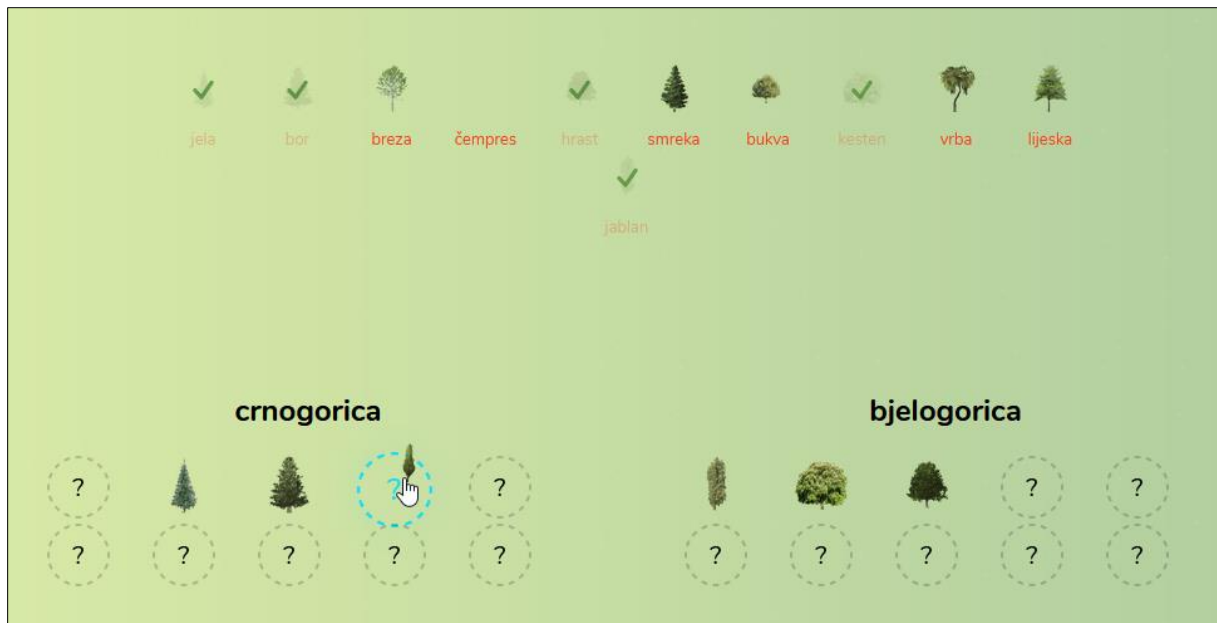 jela bor breza čempres hrast smreka bukva kesten vrba lijeska
jablan
crnogorica bjelogorica
? ? ? ? ? ?
? ? ? ? ? ? ? ? ? ?